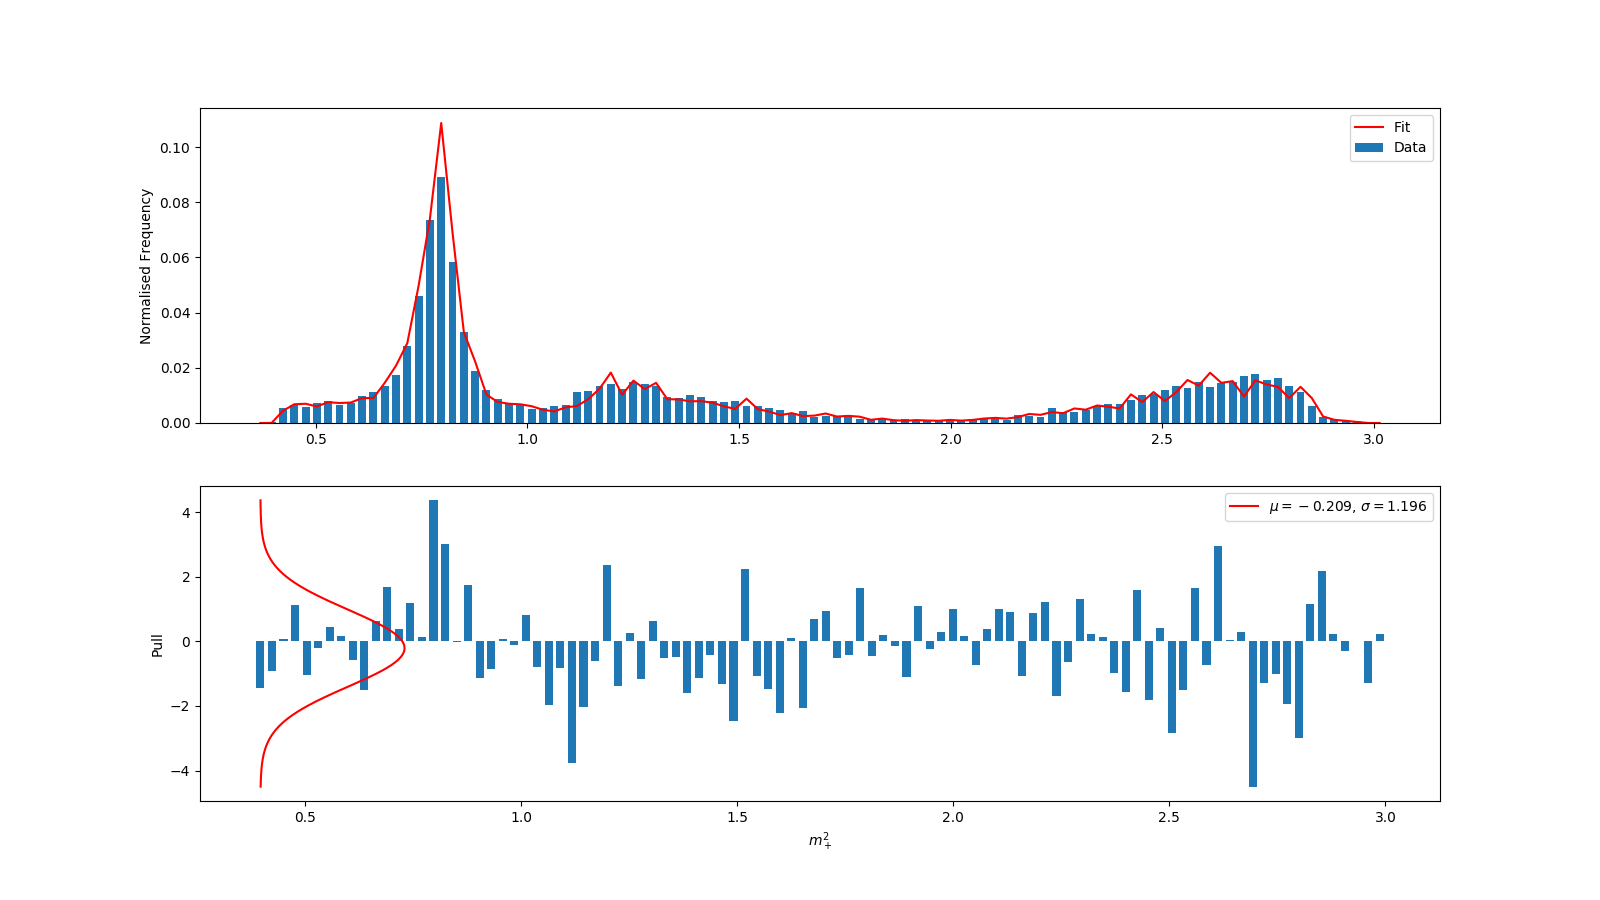 Fit
Data
Normalised Frequency
0.10
0.08
0.06
0.04
0.02
0.00
0.5 1.0 1.5 2.0 2.5 3.0
μ = −0.209, σ = 1.196
Pull
4
2
0
−2
−4
0.5 1.0 1.5 2.0 2.5 3.0
m²₊